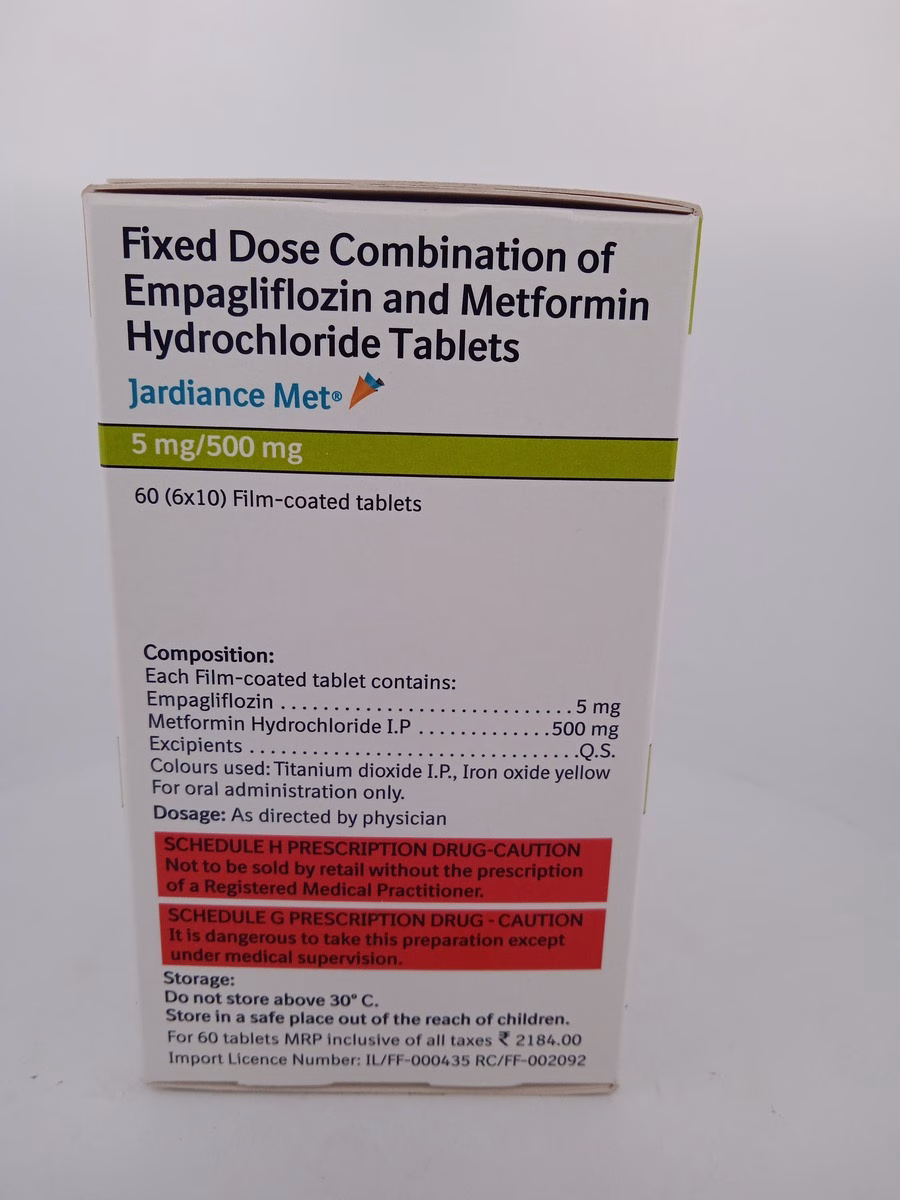 Fixed Dose Combination of
Empagliflozin and Metformin
Hydrochloride Tablets
Jardiance Met®
5 mg/500 mg
60 (6x10) Film-coated tablets
Composition:
Each Film-coated tablet contains:
Empagliflozin ............................5 mg
Metformin Hydrochloride I.P .............500 mg
Excipients ................................Q.S.
Colours used: Titanium dioxide I.P., Iron oxide yellow
For oral administration only.
Dosage: As directed by physician
SCHEDULE H PRESCRIPTION DRUG-CAUTION
Not to be sold by retail without the prescription
of a Registered Medical Practitioner.
SCHEDULE G PRESCRIPTION DRUG - CAUTION
It is dangerous to take this preparation except
under medical supervision.
Storage:
Do not store above 30° C.
Store in a safe place out of the reach of children.
For 60 tablets MRP inclusive of all taxes ₹ 2184.00
Import Licence Number: IL/FF-000435 RC/FF-002092